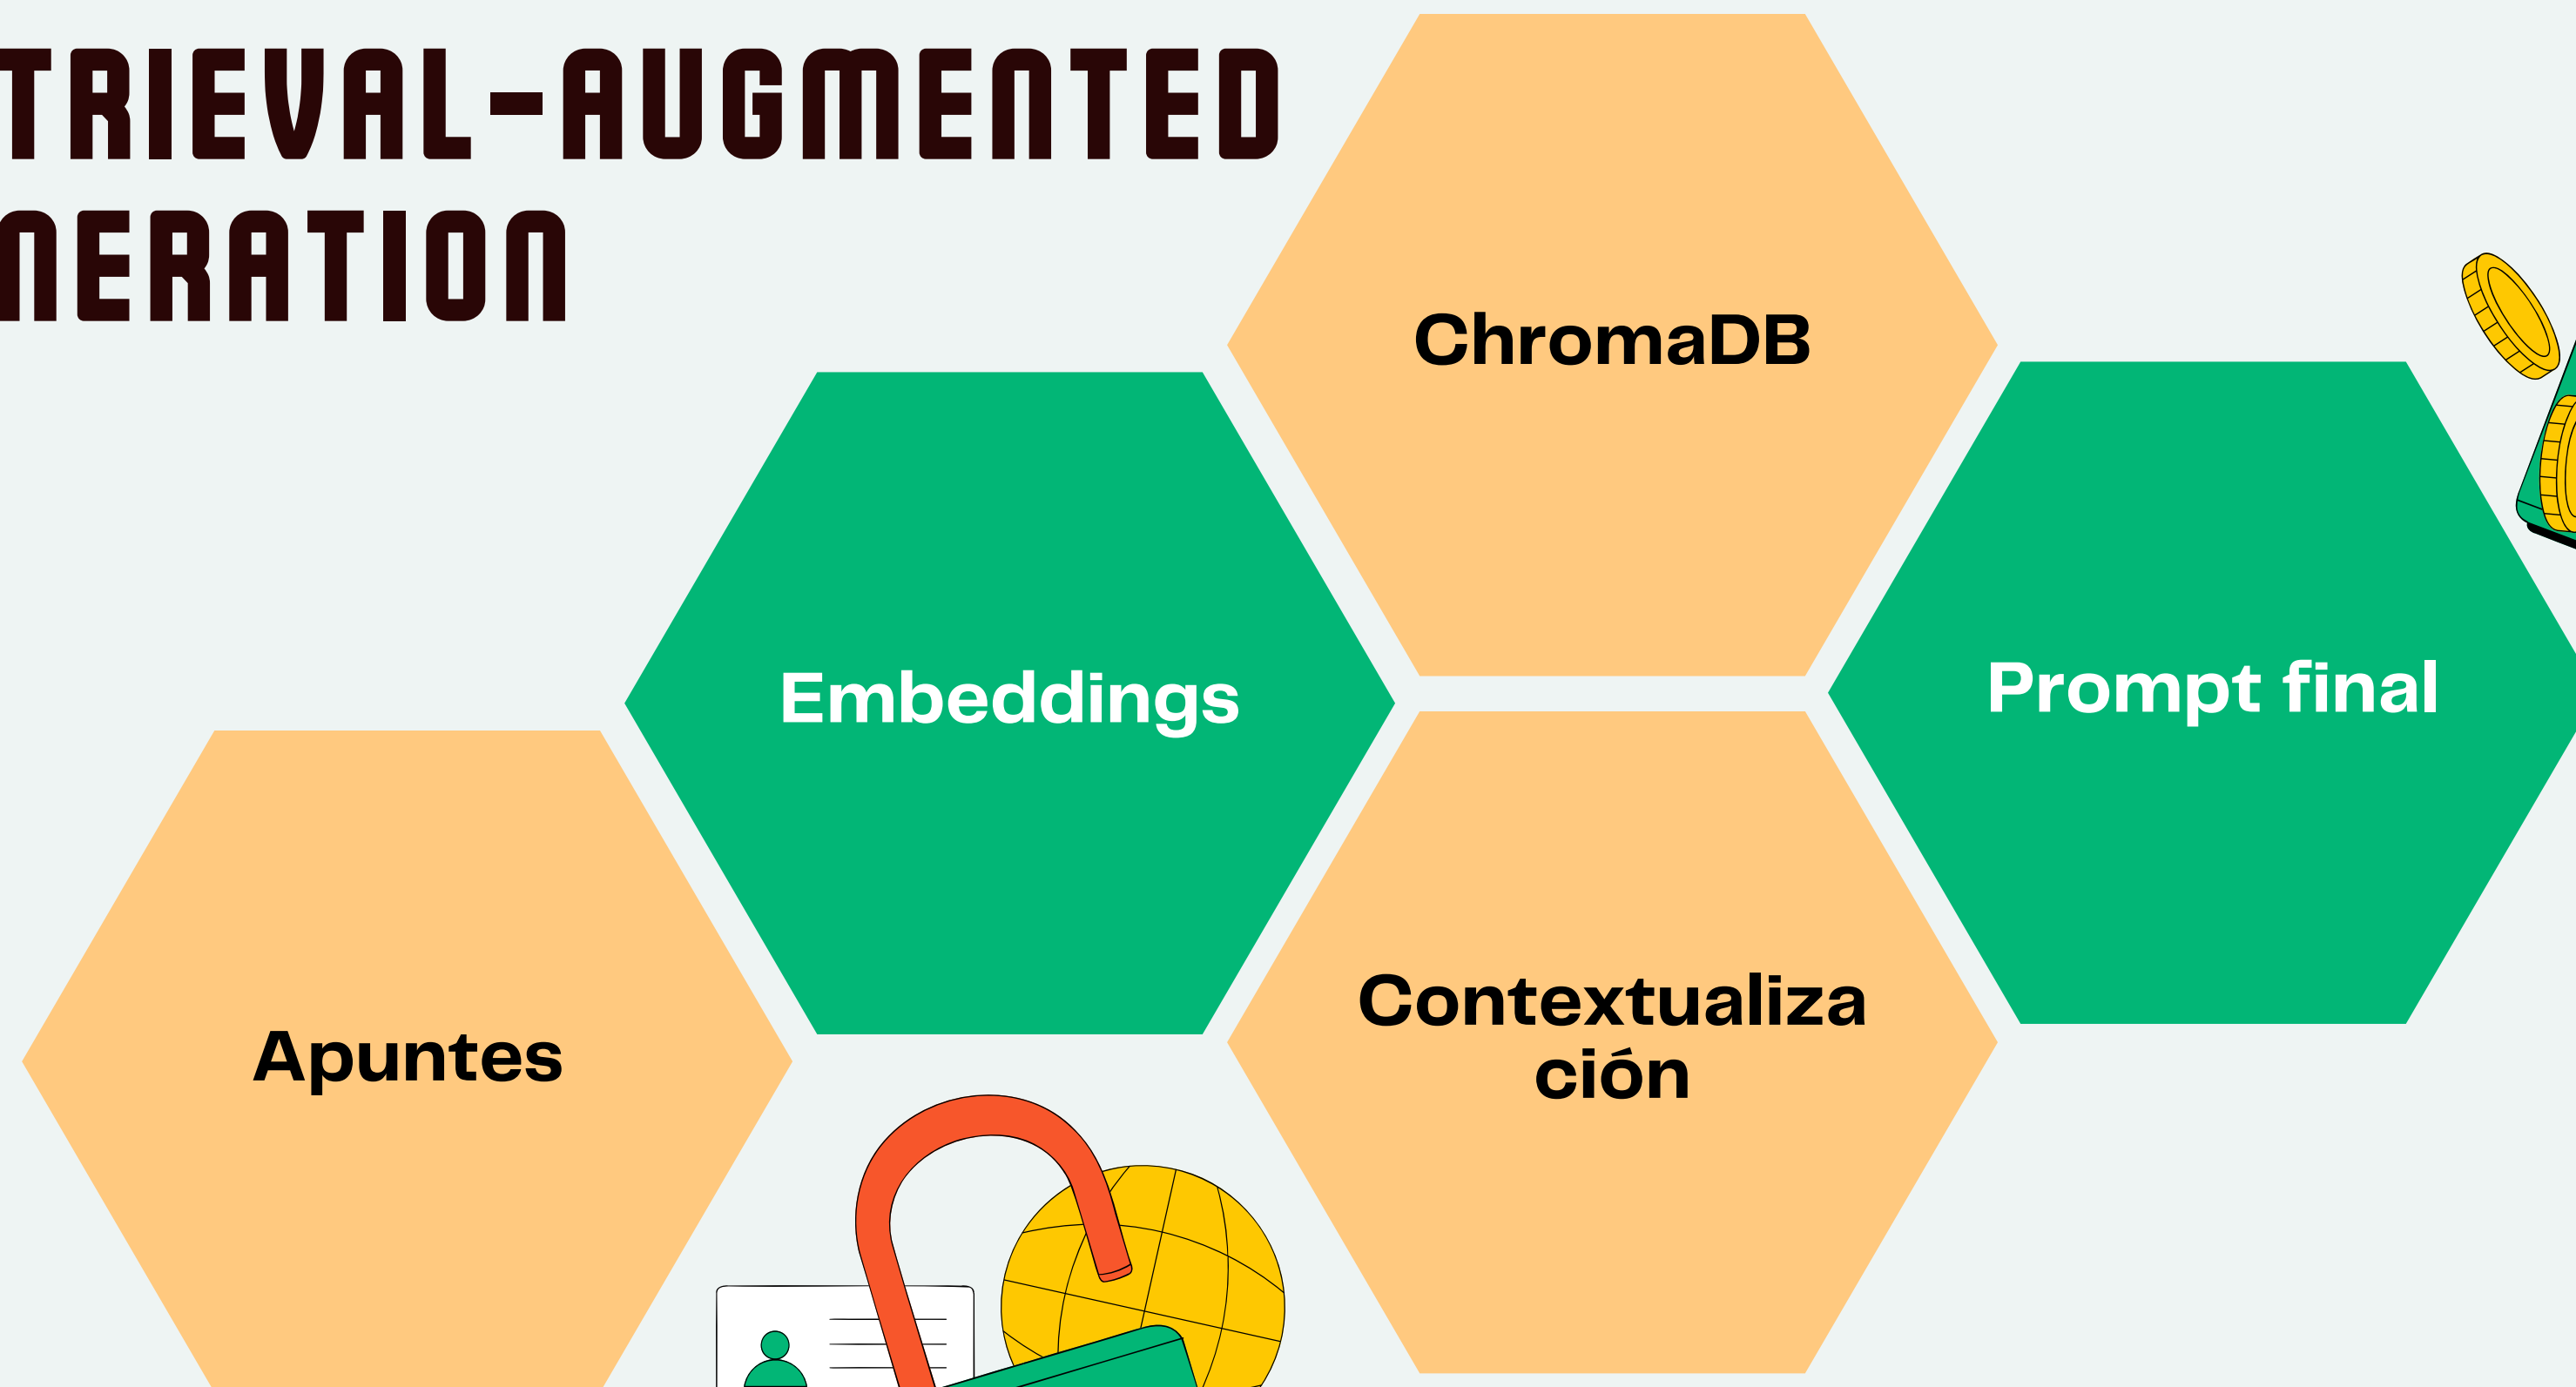 TRIEVAL-AUGMENTED
NERATION
ChromaDB
Embeddings
Prompt final
Apuntes
Contextualiza
ción